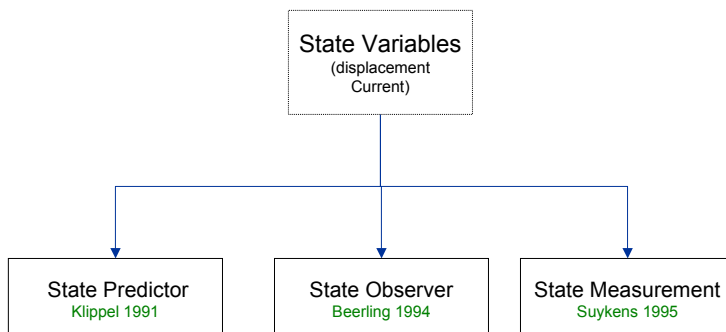 State Variables
(displacement
Current)
State Predictor
Klippel 1991
State Observer
Beerling 1994
State Measurement
Suykens 1995